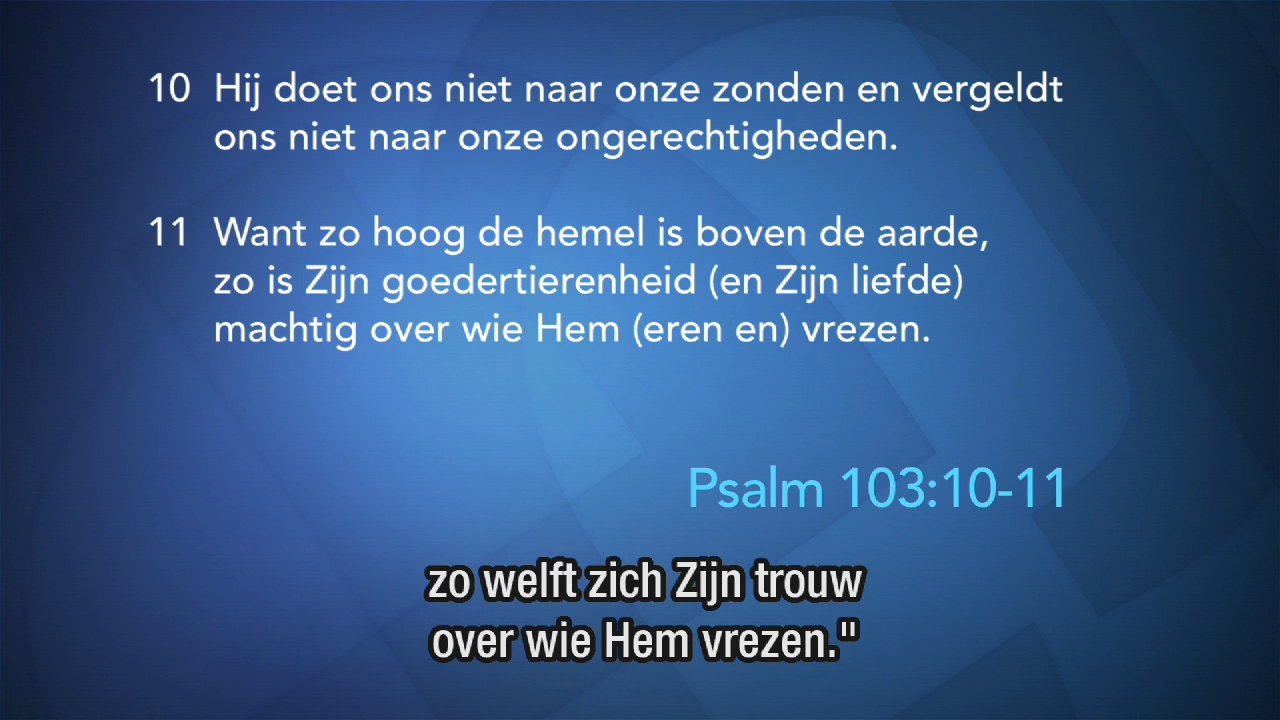 10 Hij doet ons niet naar onze zonden en vergeldt
ons niet naar onze ongerechtigheden.
11 Want zo hoog de hemel is boven de aarde,
zo is Zijn goedertierenheid (en Zijn liefde)
machtig over wie Hem (eren en) vrezen.
Psalm 103:10-11
zo welft zich Zijn trouw
over wie Hem vrezen."